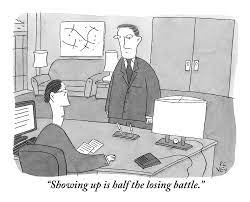 “Showing up is half the losing battle.”